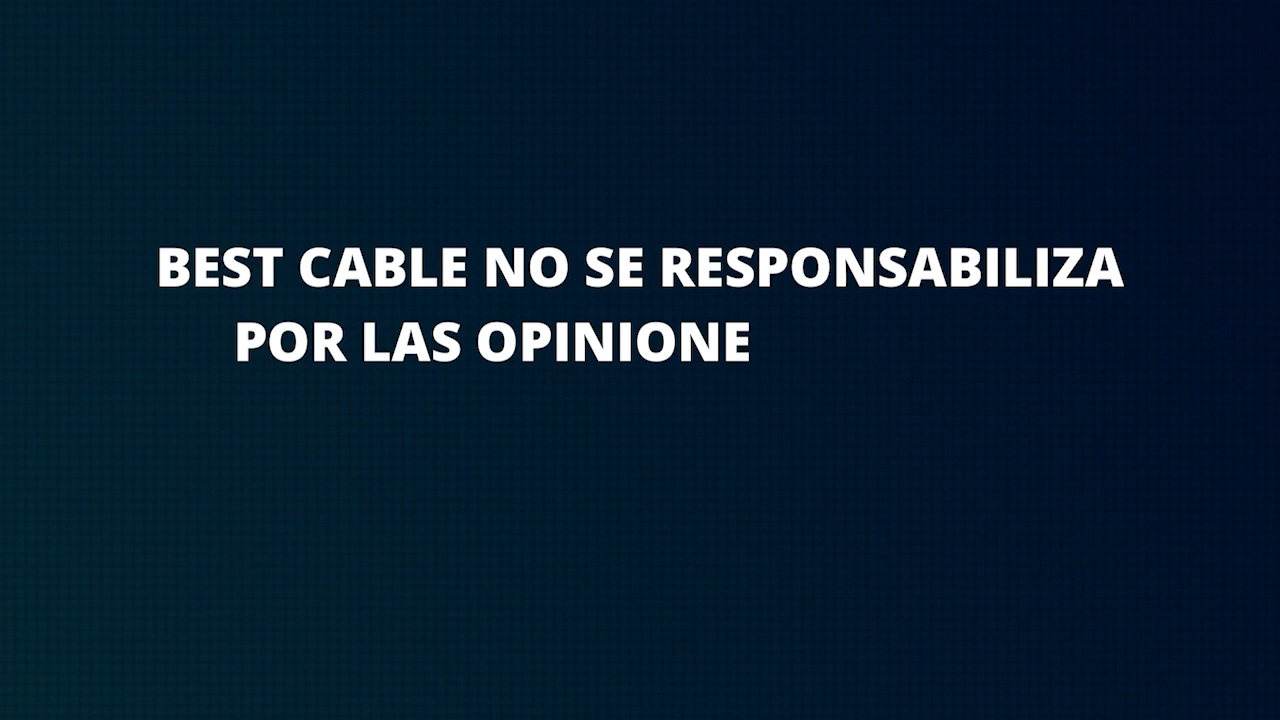 BEST CABLE NO SE RESPONSABILIZA
POR LAS OPINIONE